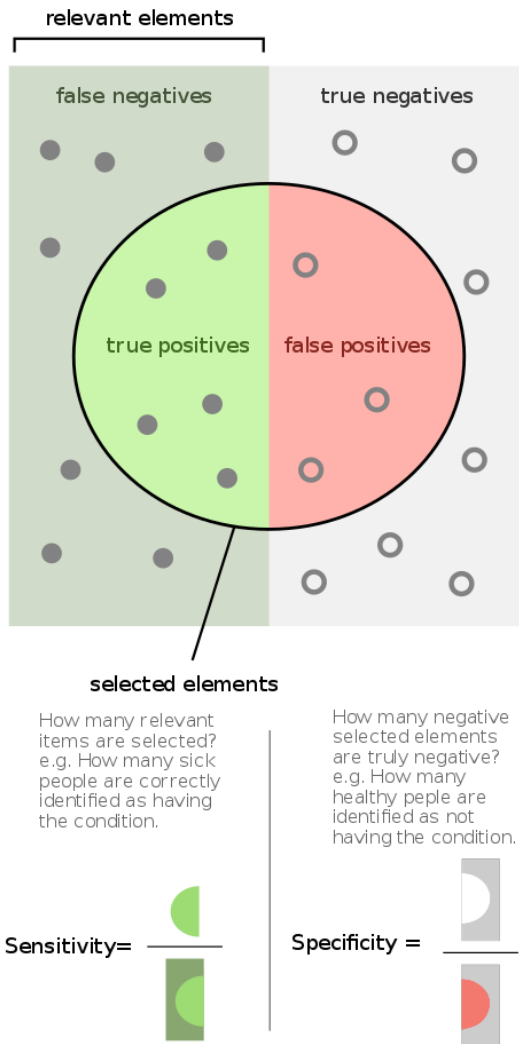 relevant elements
false negatives
true negatives
true positives
false positives
selected elements
How many relevant
items are selected?
e.g. How many sick
people are correctly
identified as having
the condition.
How many negative
selected elements
are truly negative?
e.g. How many
healthy peple are
identified as not
having the condition.
Sensitivity=
Specificity =